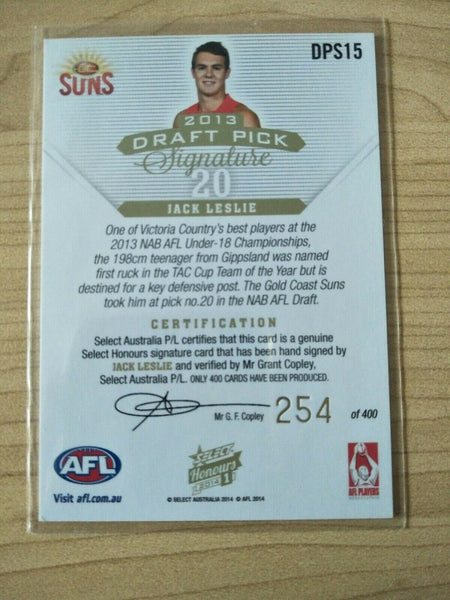 DPS15
SUNS
2013
DRAFT PICK
Signature
20
JACK LESLIE
One of Victoria Country's best players at the
2013 NAB AFL Under-18 Championships,
the 198cm teenager from Gippsland was named
first ruck in the TAC Cup Team of the Year but is
destined for a key defensive post. The Gold Coast Suns
took him at pick no.20 in the NAB AFL Draft.
CERTIFICATION
Select Australia P/L certifies that this card is a genuine
Select Honours signature card that has been hand signed by
JACK LESLIE and verified by Mr Grant Copley,
Select Australia P/L. ONLY 400 CARDS HAVE BEEN PRODUCED.
Mr G. F. Copley 254 of 400
AFL
Visit afl.com.au
SELECT
Honours
2014 1
© SELECT AUSTRALIA 2014 © AFL 2014
AFL PLAYERS